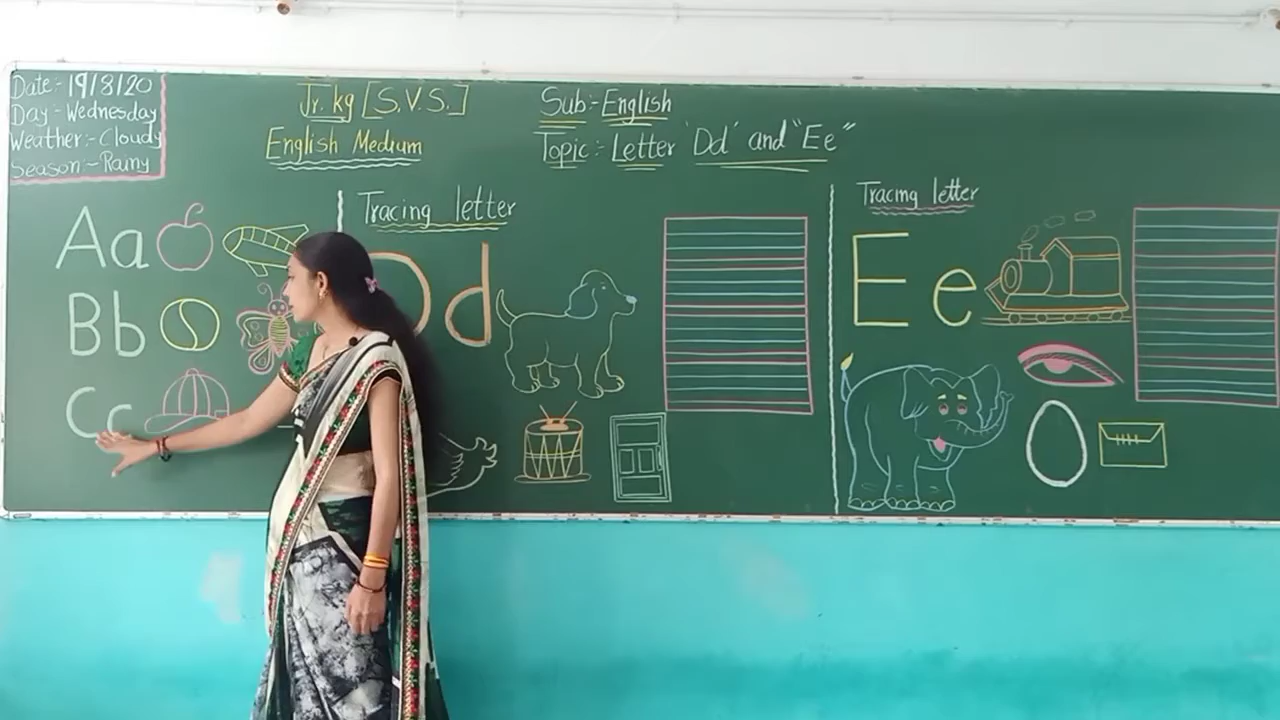 Date:- 19/8/20
Day:- Wednesday
Weather:- Cloudy
Season:- Rainy
Jr. kg [S.V.S.]
English Medium
Sub:- English
Topic:- Letter 'Dd' and "Ee"
Aa
Bb
Cc
Tracing letter
Dd
Tracing letter
Ee